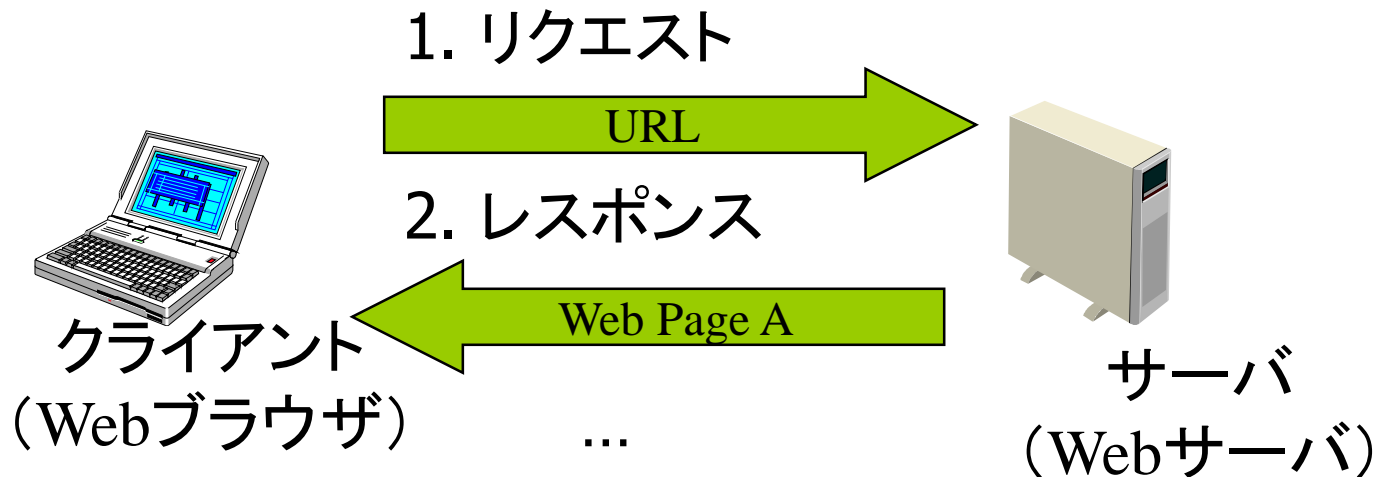 1. リクエスト
URL
2. レスポンス
Web Page A
クライアント
（Webブラウザ）
...
サーバ
（Webサーバ）